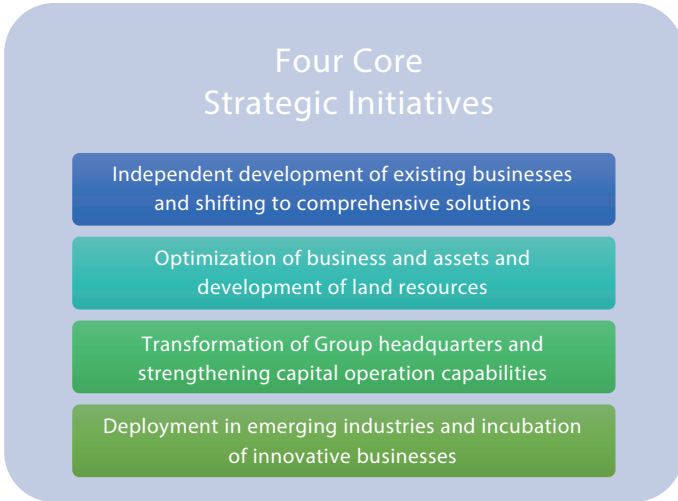 Four Core
Strategic Initiatives
Independent development of existing businesses
and shifting to comprehensive solutions
Optimization of business and assets and
development of land resources
Transformation of Group headquarters and
strengthening capital operation capabilities
Deployment in emerging industries and incubation
of innovative businesses